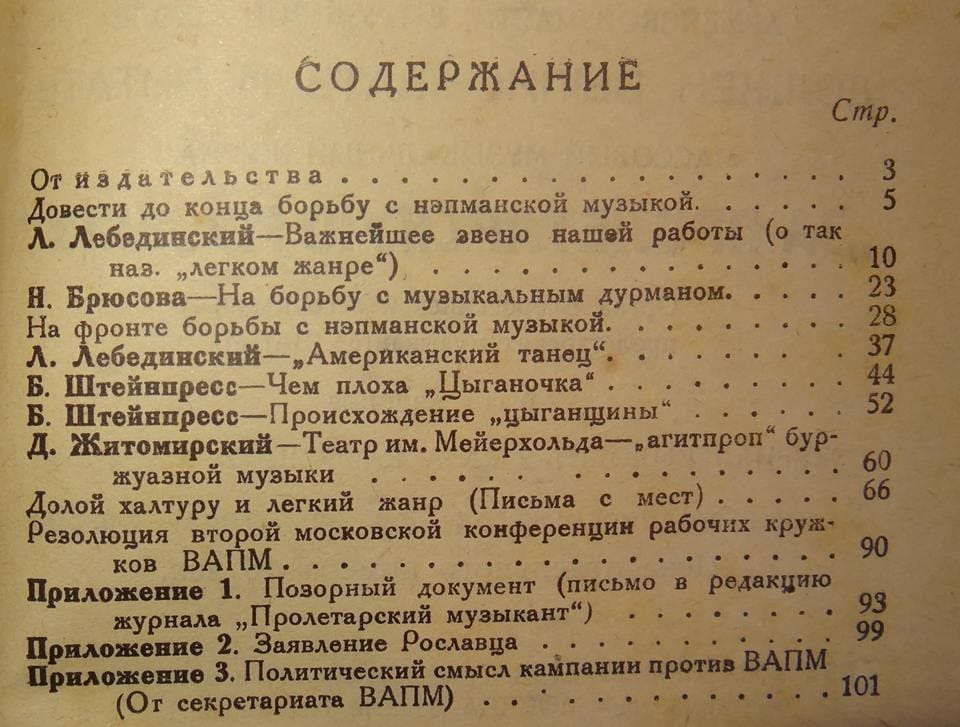 СОДЕРЖАНИЕ
Стр.
От издательства . . . . . . . . . . . . . . . . . . 3
Довести до конца борьбу с нэпманской музыкой. . . . . . 5
Л. Лебединский—Важнейшее звено нашей работы (о так
наз. „легком жанре“) . . . . . . . . . . . . . . . 10
Н. Брюсова—На борьбу с музыкальным дурманом. . . . . 23
На фронте борьбы с нэпманской музыкой. . . . . . . . . 28
Л. Лебединский—„Американский танец“. . . . . . . . . . 37
Б. Штейнпресс—Чем плоха „Цыганочка“ . . . . . . . . . 44
Б. Штейнпресс—Происхождение „цыганщины“ . . . . . . 52
Д. Житомирский—Театр им. Мейерхольда—„агитпроп“ бур-
жуазной музыки . . . . . . . . . . . . . . . . 60
Долой халтуру и легкий жанр (Письма с мест) . . . . . 66
Резолюция второй московской конференции рабочих круж-
ков ВАПМ . . . . . . . . . . . . . . . . . . . . 90
Приложение 1. Позорный документ (письмо в редакцию
журнала „Пролетарский музыкант“) . . . . . . . . 93
Приложение 2. Заявление Рославца . . . . . . . . . . . 99
Приложение 3. Политический смысл кампании против ВАПМ
(От секретариата ВАПМ) . . . . . . . . . . . . . 101